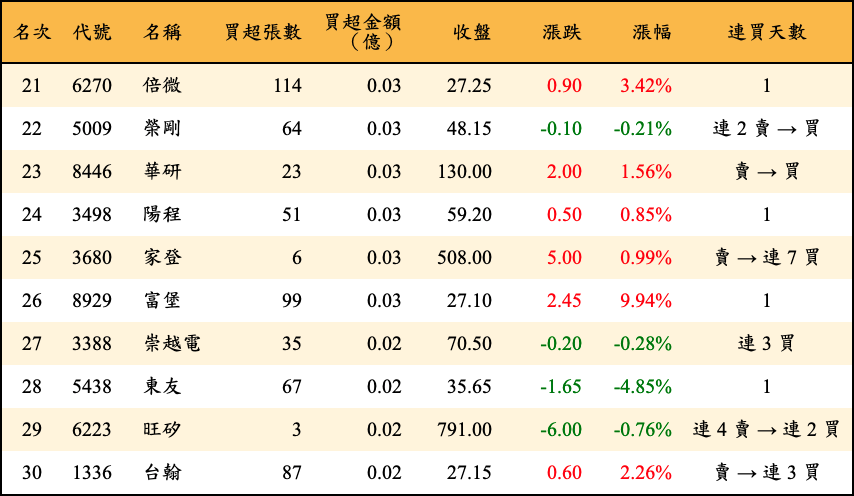 名次 代號 名稱 買超張數 買超金額（億） 收盤 漲跌 漲幅 連買天數
21 6270 倍微 114 0.03 27.25 0.90 3.42% 1
22 5009 榮剛 64 0.03 48.15 -0.10 -0.21% 連 2 賣 → 買
23 8446 華研 23 0.03 130.00 2.00 1.56% 賣 → 買
24 3498 陽程 51 0.03 59.20 0.50 0.85% 1
25 3680 家登 6 0.03 508.00 5.00 0.99% 賣 → 連 7 買
26 8929 富堡 99 0.03 27.10 2.45 9.94% 1
27 3388 崇越電 35 0.02 70.50 -0.20 -0.28% 連 3 買
28 5438 東友 67 0.02 35.65 -1.65 -4.85% 1
29 6223 旺矽 3 0.02 791.00 -6.00 -0.76% 連 4 賣 → 連 2 買
30 1336 台翰 87 0.02 27.15 0.60 2.26% 賣 → 連 3 買